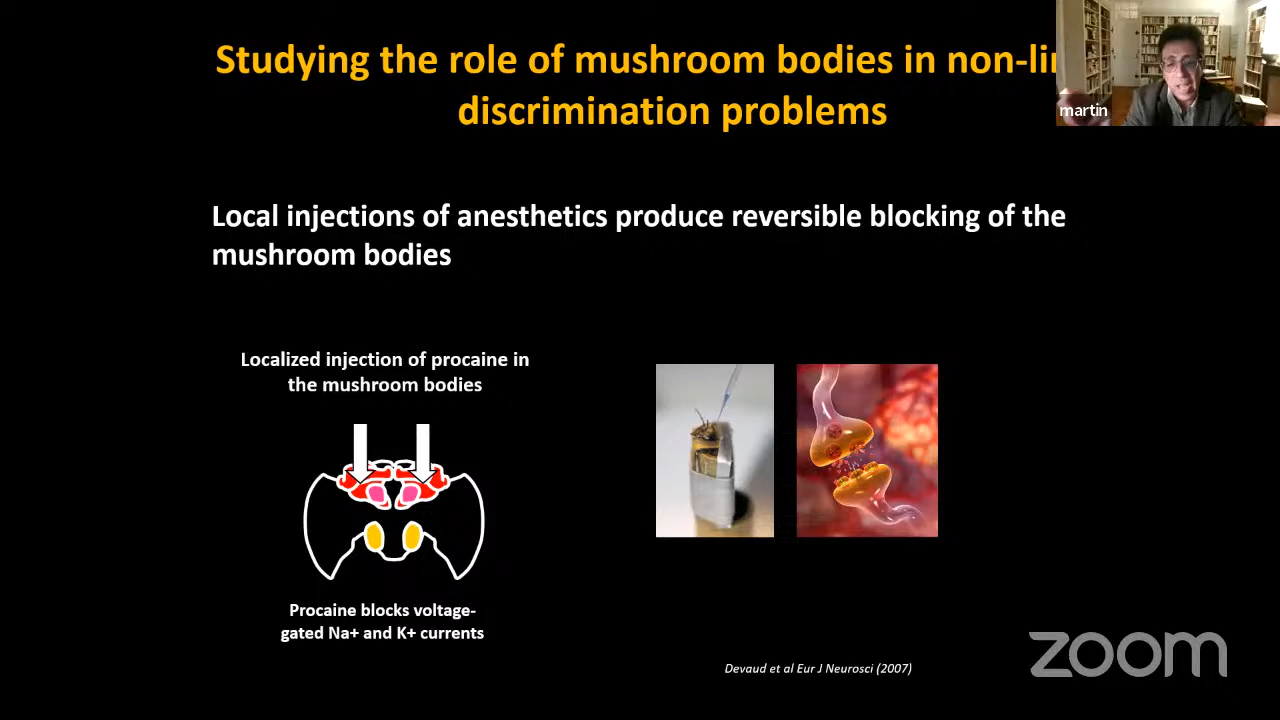 Studying the role of mushroom bodies in non-li
discrimination problems
martin
Local injections of anesthetics produce reversible blocking of the
mushroom bodies
Localized injection of procaine in
the mushroom bodies
Procaine blocks voltage-
gated Na+ and K+ currents
Devaud et al Eur J Neurosci (2007)
zoom